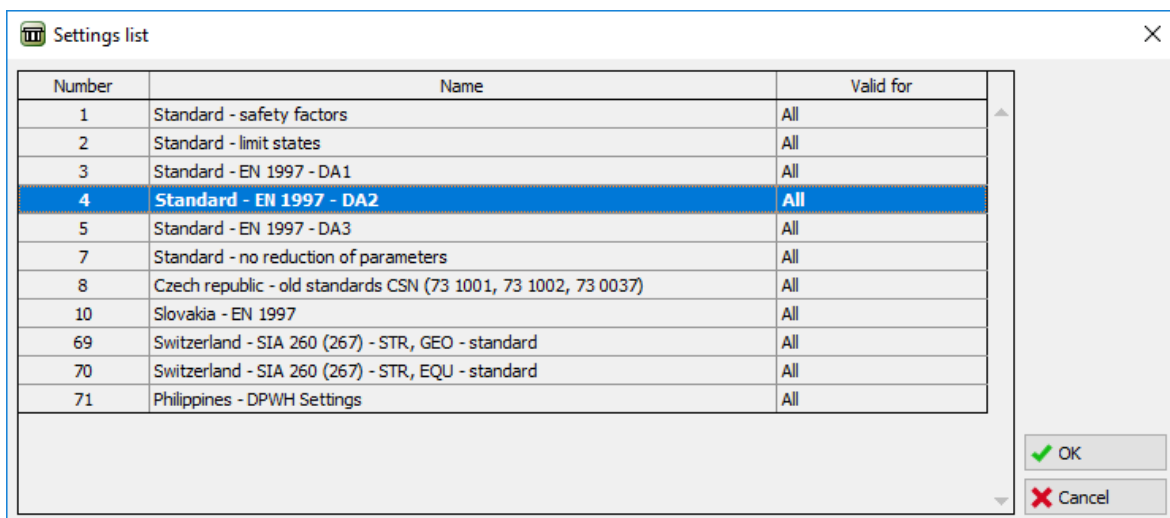 Settings list
Number Name Valid for
1 Standard - safety factors All
2 Standard - limit states All
3 Standard - EN 1997 - DA1 All
4 Standard - EN 1997 - DA2 All
5 Standard - EN 1997 - DA3 All
7 Standard - no reduction of parameters All
8 Czech republic - old standards CSN (73 1001, 73 1002, 73 0037) All
10 Slovakia - EN 1997 All
69 Switzerland - SIA 260 (267) - STR, GEO - standard All
70 Switzerland - SIA 260 (267) - STR, EQU - standard All
71 Philippines - DPWH Settings All
OK
Cancel